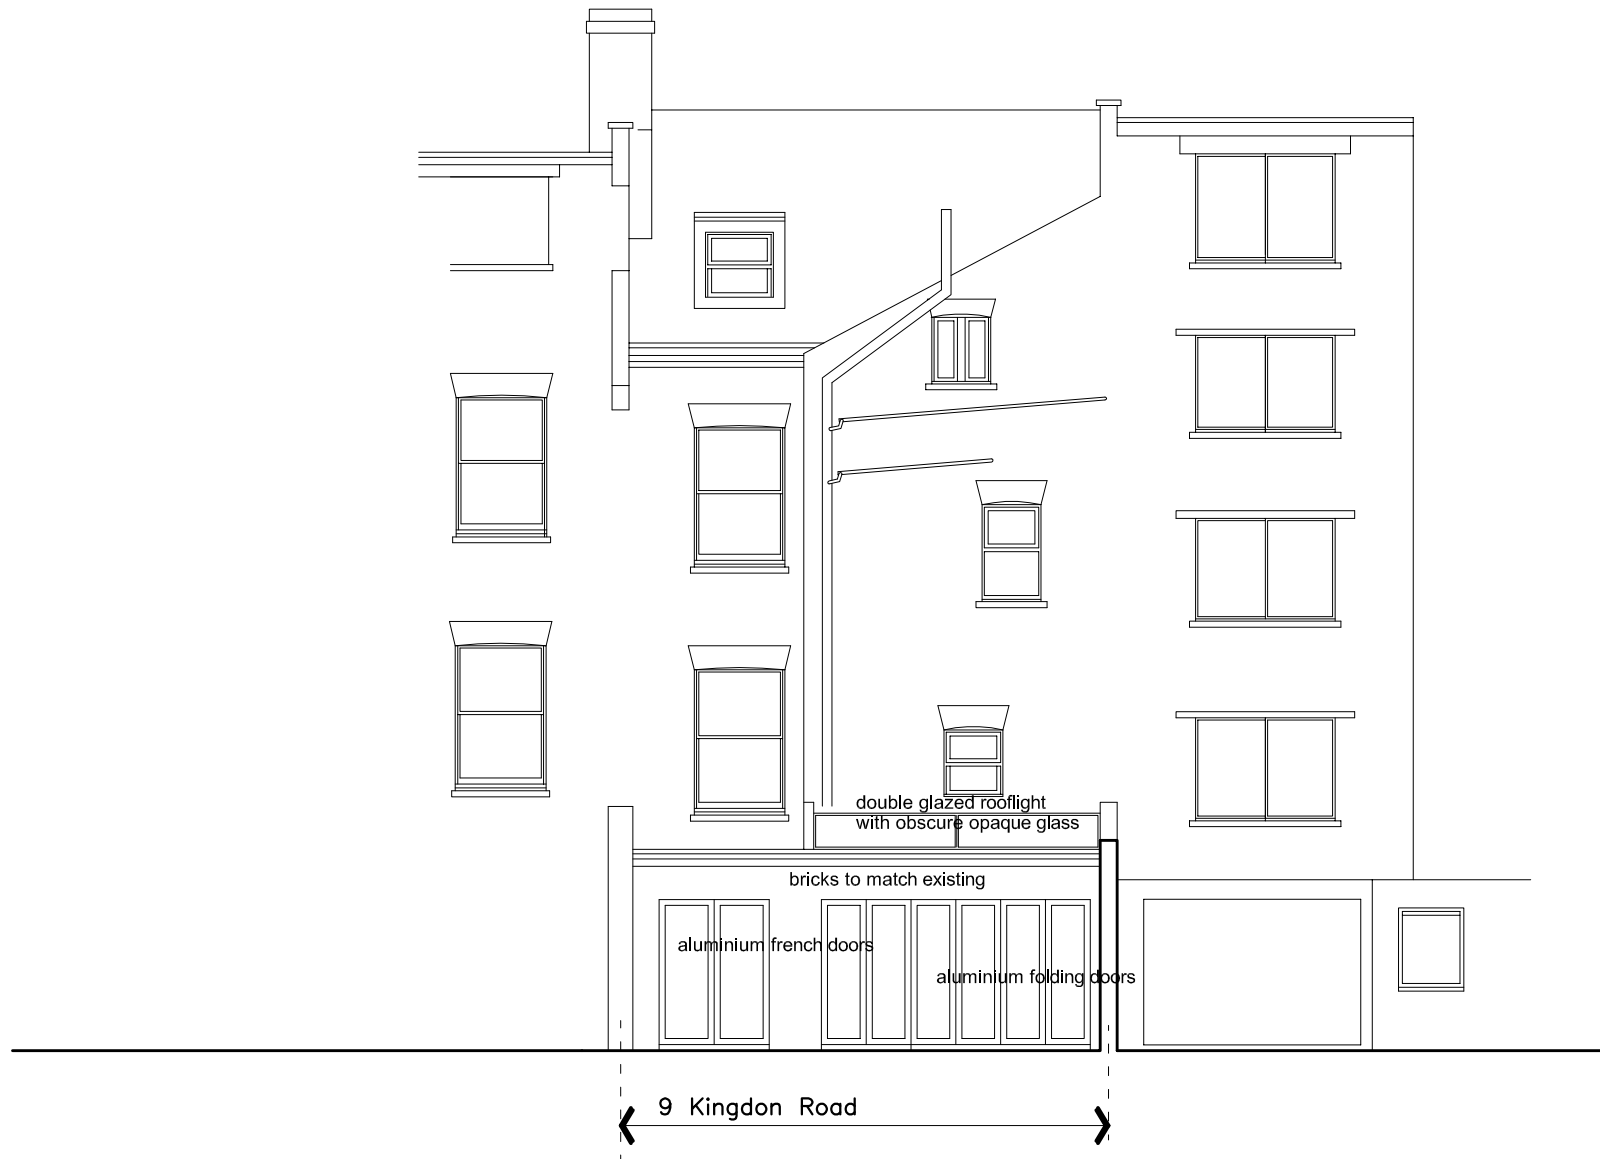 double glazed rooflight
with obscure opaque glass
bricks to match existing
aluminium french doors
aluminium folding doors
9 Kingdon Road